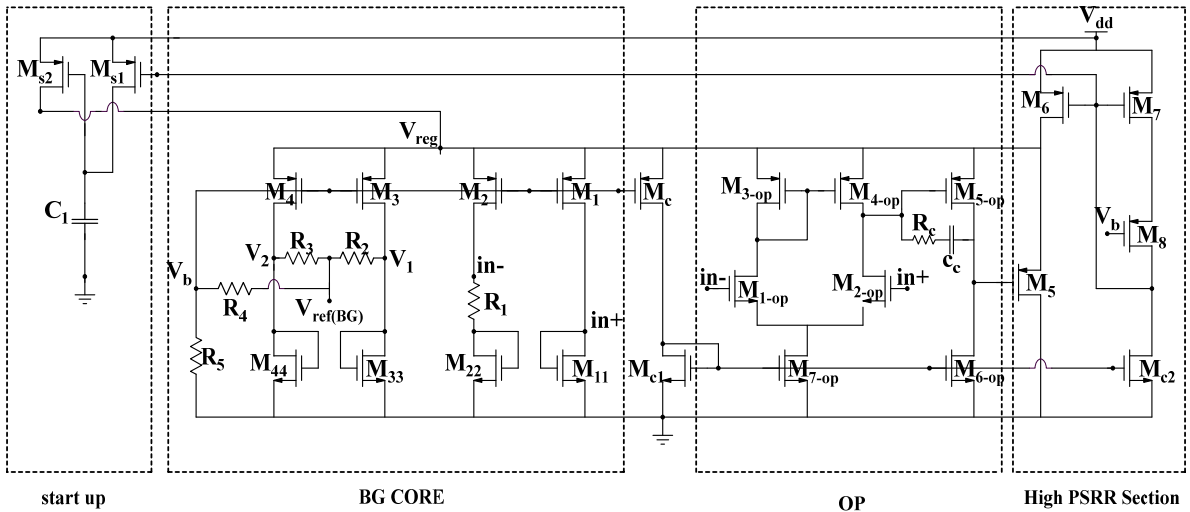 V_dd
M_s2
M_s1
M_6
M_7
V_reg
M_4
M_3
M_2
M_1
M_c
M_3-op
M_4-op
M_5-op
C_1
R_c
c_c
V_b
M_8
V_2
R_3
R_2
V_1
in-
V_b
R_4
V_ref(BG)
R_1
in+
in-
M_1-op
M_2-op
in+
M_5
R_5
M_44
M_33
M_22
M_11
M_c1
M_7-op
M_6-op
M_c2
start up
BG CORE
OP
High PSRR Section